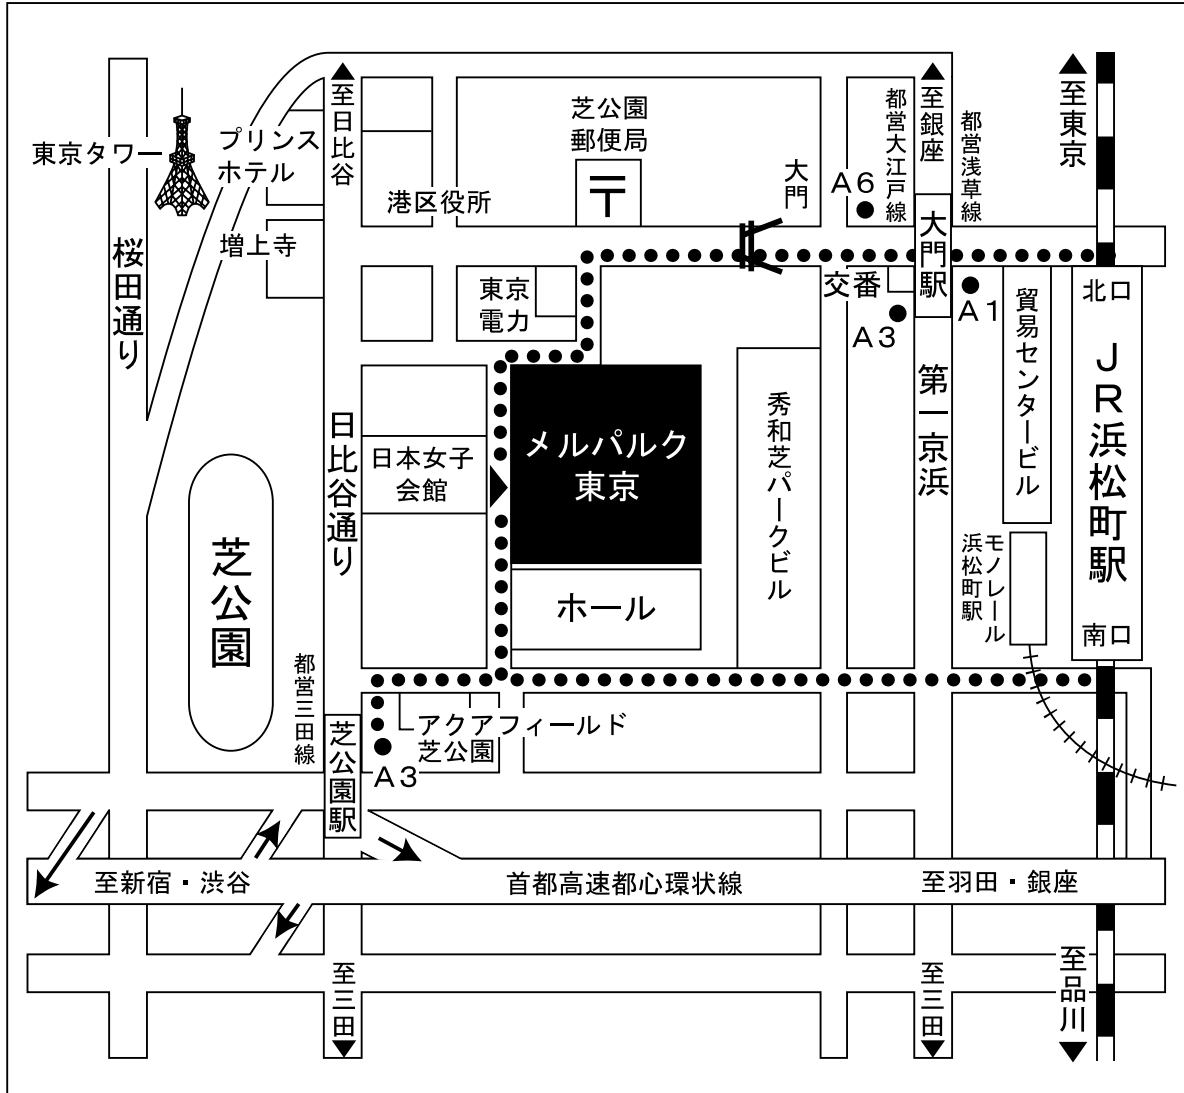 東京タワー
プリンス
ホテル
増上寺
桜田通り
至日比谷
港区役所
芝公園
郵便局
〒
大門
A6
都営大江戸線
至銀座
都営浅草線
至東京
大門駅
交番
A3
A1
東京
電力
貿易センタービル
北口
JR浜松町駅
南口
モノレール
浜松町駅
第一京浜
秀和芝パークビル
メルパルク
東京
ホール
日本女子
会館
日比谷通り
芝公園
都営三田線
芝公園駅
A3
アクアフィールド
芝公園
至新宿・渋谷
首都高速都心環状線
至羽田・銀座
至三田
至三田
至品川